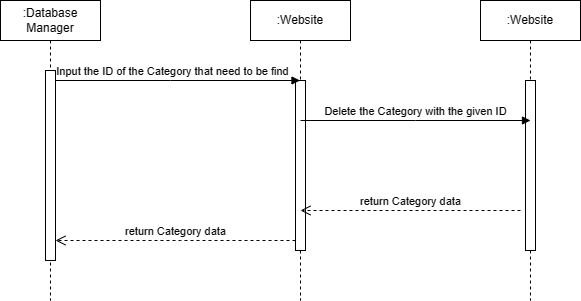 :Database
Manager
:Website
:Website
Input the ID of the Category that need to be find
Delete the Category with the given ID
return Category data
return Category data